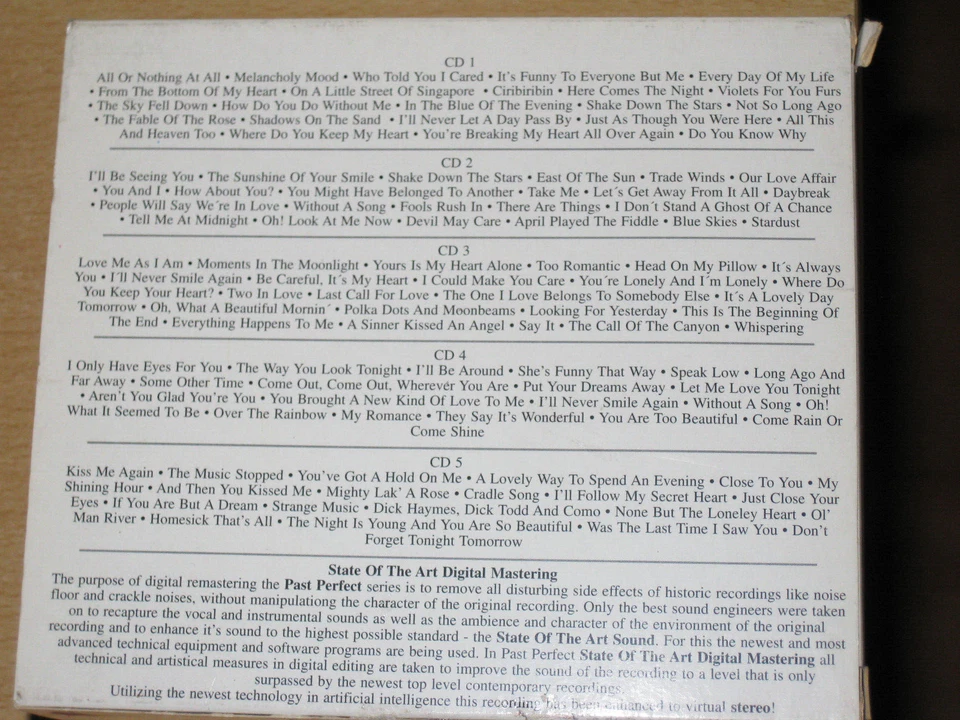 CD 1
All Or Nothing At All • Melancholy Mood • Who Told You I Cared • It's Funny To Everyone But Me • Every Day Of My Life
• From The Bottom Of My Heart • On A Little Street Of Singapore • Ciribiribin • Here Comes The Night • Violets For You Furs
• The Sky Fell Down • How Do You Do Without Me • In The Blue Of The Evening • Shake Down The Stars • Not So Long Ago
• The Fable Of The Rose • Shadows On The Sand • I'll Never Let A Day Pass By • Just As Though You Were Here • All This
And Heaven Too • Where Do You Keep My Heart • You're Breaking My Heart All Over Again • Do You Know Why
CD 2
I'll Be Seeing You • The Sunshine Of Your Smile • Shake Down The Stars • East Of The Sun • Trade Winds • Our Love Affair
• You And I • How About You? • You Might Have Belonged To Another • Take Me • Let´s Get Away From It All • Daybreak
• People Will Say We´re In Love • Without A Song • Fools Rush In • There Are Things • I Don´t Stand A Ghost Of A Chance
• Tell Me At Midnight • Oh! Look At Me Now • Devil May Care • April Played The Fiddle • Blue Skies • Stardust
CD 3
Love Me As I Am • Moments In The Moonlight • Yours Is My Heart Alone • Too Romantic • Head On My Pillow • It´s Always
You • I´ll Never Smile Again • Be Careful, It´s My Heart • I Could Make You Care • You´re Lonely And I´m Lonely • Where Do
You Keep Your Heart? • Two In Love • Last Call For Love • The One I Love Belongs To Somebody Else • It´s A Lovely Day
Tomorrow • Oh, What A Beautiful Mornin´ • Polka Dots And Moonbeams • Looking For Yesterday • This Is The Beginning Of
The End • Everything Happens To Me • A Sinner Kissed An Angel • Say It • The Call Of The Canyon • Whispering
CD 4
I Only Have Eyes For You • The Way You Look Tonight • I'll Be Around • She's Funny That Way • Speak Low • Long Ago And
Far Away • Some Other Time • Come Out, Come Out, Wherever You Are • Put Your Dreams Away • Let Me Love You Tonight
• Aren't You Glad You're You • You Brought A New Kind Of Love To Me • I'll Never Smile Again • Without A Song • Oh!
What It Seemed To Be • Over The Rainbow • My Romance • They Say It's Wonderful • You Are Too Beautiful • Come Rain Or
Come Shine
CD 5
Kiss Me Again • The Music Stopped • You've Got A Hold On Me • A Lovely Way To Spend An Evening • Close To You • My
Shining Hour • And Then You Kissed Me • Mighty Lak' A Rose • Cradle Song • I'll Follow My Secret Heart • Just Close Your
Eyes • If You Are But A Dream • Strange Music • Dick Haymes, Dick Todd And Como • None But The Loneley Heart • Ol'
Man River • Homesick That's All • The Night Is Young And You Are So Beautiful • Was The Last Time I Saw You • Don't
Forget Tonight Tomorrow
State Of The Art Digital Mastering
The purpose of digital remastering the Past Perfect series is to remove all disturbing side effects of historic recordings like noise
floor and crackle noises, without manipulationg the character of the original recording. Only the best sound engineers were taken
on to recapture the vocal and instrumental sounds as well as the ambience and character of the environment of the original
recording and to enhance it's sound to the highest possible standard - the State Of The Art Sound. For this the newest and most
advanced technical equipment and software programs are being used. In Past Perfect State Of The Art Digital Mastering all
technical and artistical measures in digital editing are taken to improve the sound of the recording to a level that is only
surpassed by the newest top level contemporary recordings.
Utilizing the newest technology in artificial intelligence this recording has been enhanced to virtual stereo!